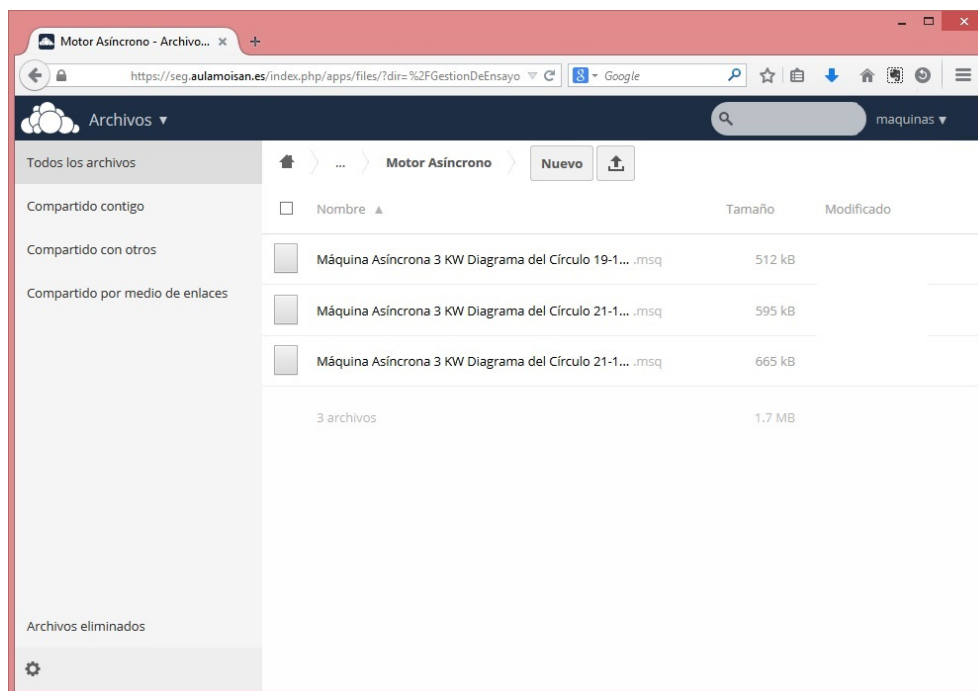 Motor Asíncrono - Archivo... × +
https://seg.aulamoisan.es/index.php/apps/files/?dir=%2FGestionDeEnsayo
8 Google
Archivos ▾
maquinas ▾
Todos los archivos
... Motor Asíncrono Nuevo
Compartido contigo
Nombre ▲ Tamaño Modificado
Compartido con otros
Máquina Asíncrona 3 KW Diagrama del Círculo 19-1... .msq 512 kB
Compartido por medio de enlaces
Máquina Asíncrona 3 KW Diagrama del Círculo 21-1... .msq 595 kB
Máquina Asíncrona 3 KW Diagrama del Círculo 21-1... .msq 665 kB
3 archivos 1.7 MB
Archivos eliminados